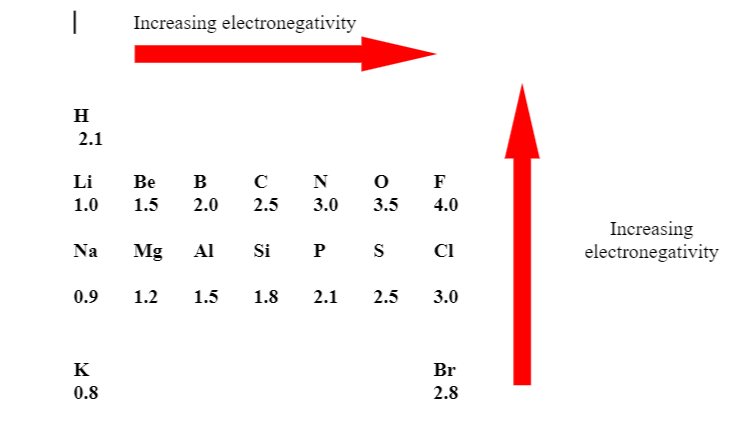 Increasing electronegativity
H
2.1
Li Be B C N O F
1.0 1.5 2.0 2.5 3.0 3.5 4.0
Na Mg Al Si P S Cl
Increasing
electronegativity
0.9 1.2 1.5 1.8 2.1 2.5 3.0
K Br
0.8 2.8